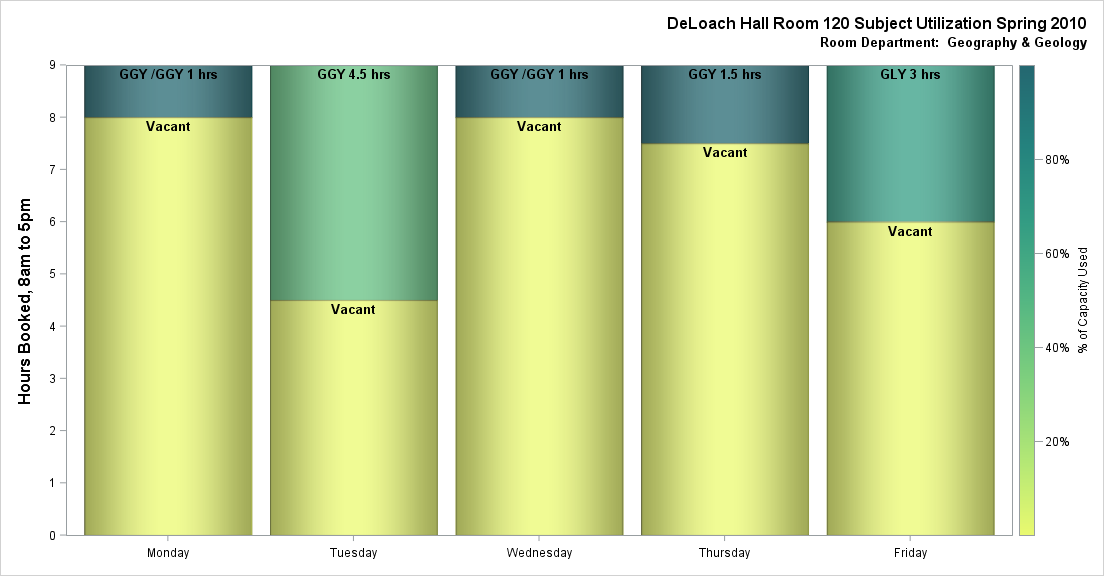 DeLoach Hall Room 120 Subject Utilization Spring 2010
Room Department: Geography & Geology
Hours Booked, 8am to 5pm
9
8
7
6
5
4
3
2
1
0
GGY /GGY 1 hrs
Vacant
GGY 4.5 hrs
Vacant
GGY /GGY 1 hrs
Vacant
GGY 1.5 hrs
Vacant
GLY 3 hrs
Vacant
Monday
Tuesday
Wednesday
Thursday
Friday
80%
60%
40%
20%
% of Capacity Used